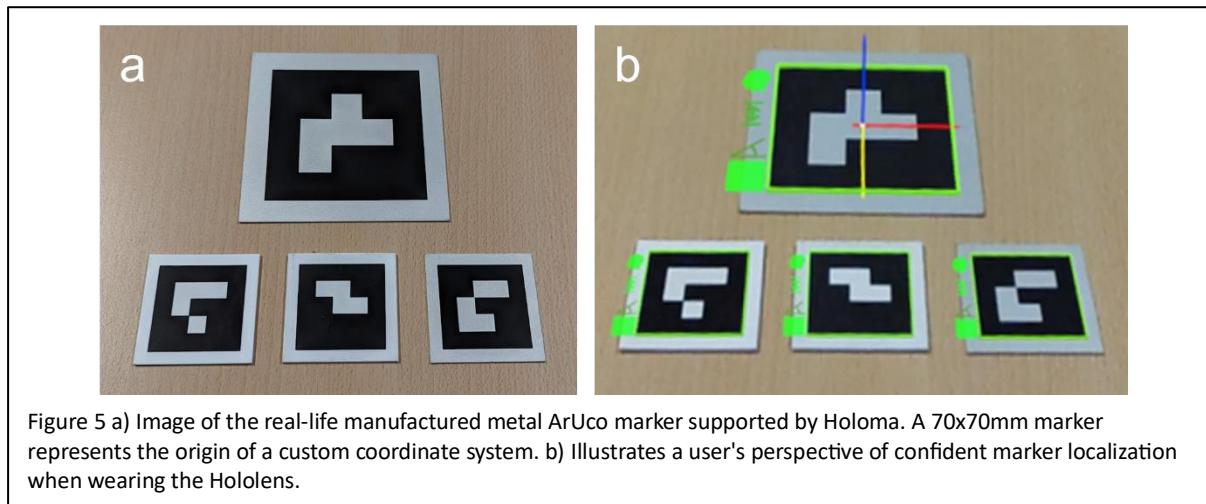 a
b
Figure 5 a) Image of the real-life manufactured metal ArUco marker supported by Holoma. A 70x70mm marker
represents the origin of a custom coordinate system. b) Illustrates a user's perspective of confident marker localization
when wearing the Hololens.